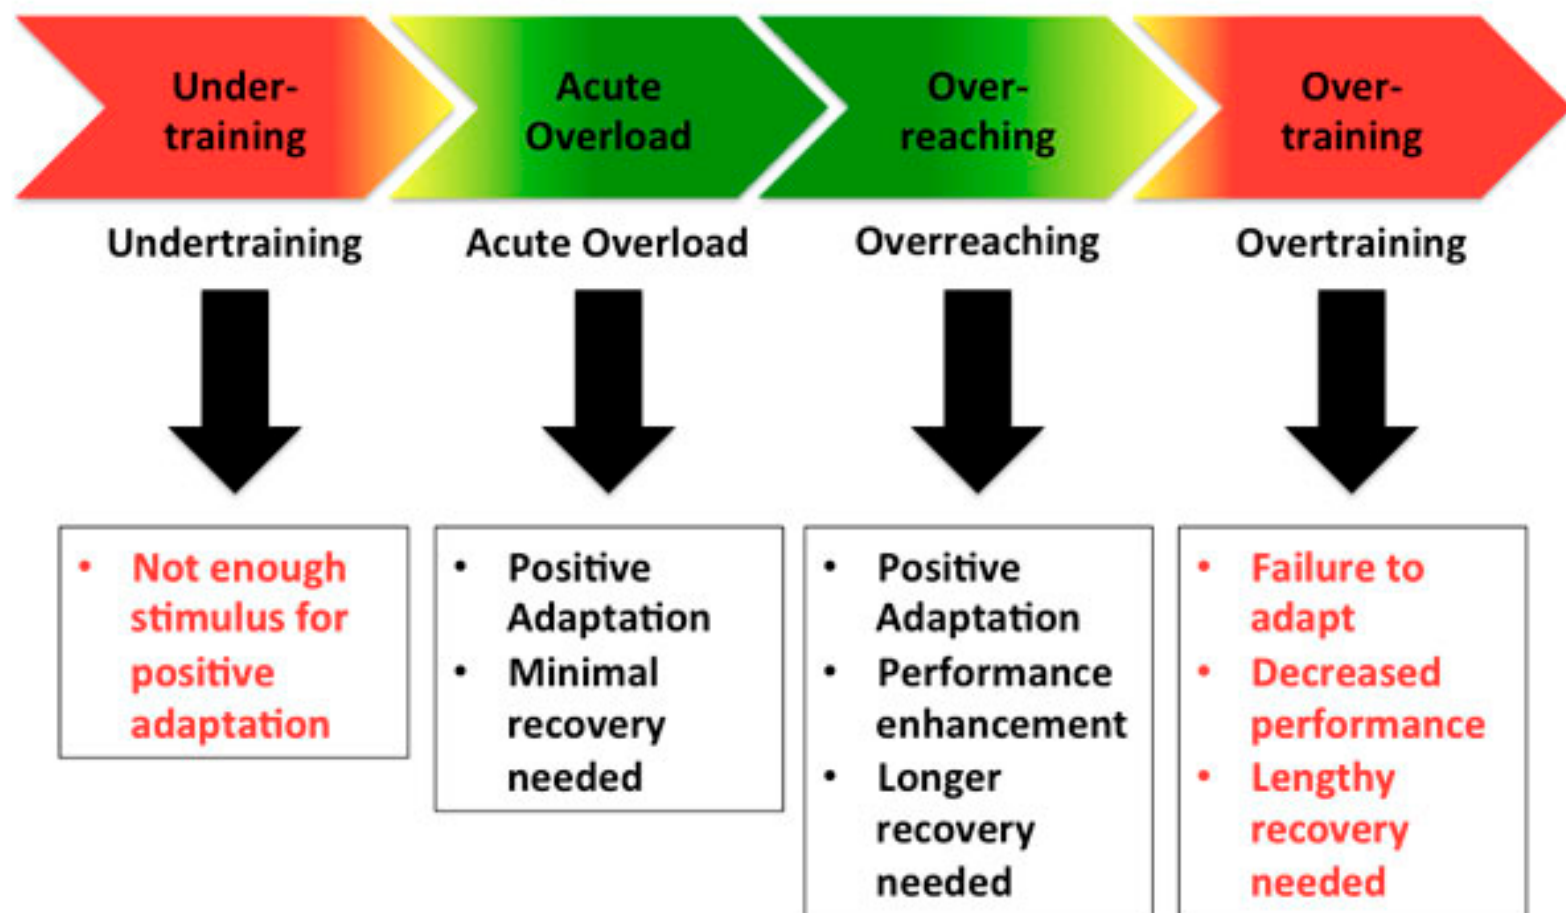 Under-
training
Acute
Overload
Over-
reaching
Over-
training
Undertraining
Acute Overload
Overreaching
Overtraining
• Not enough
stimulus for
positive
adaptation
• Positive
Adaptation
• Minimal
recovery
needed
• Positive
Adaptation
• Performance
enhancement
• Longer
recovery
needed
• Failure to
adapt
• Decreased
performance
• Lengthy
recovery
needed